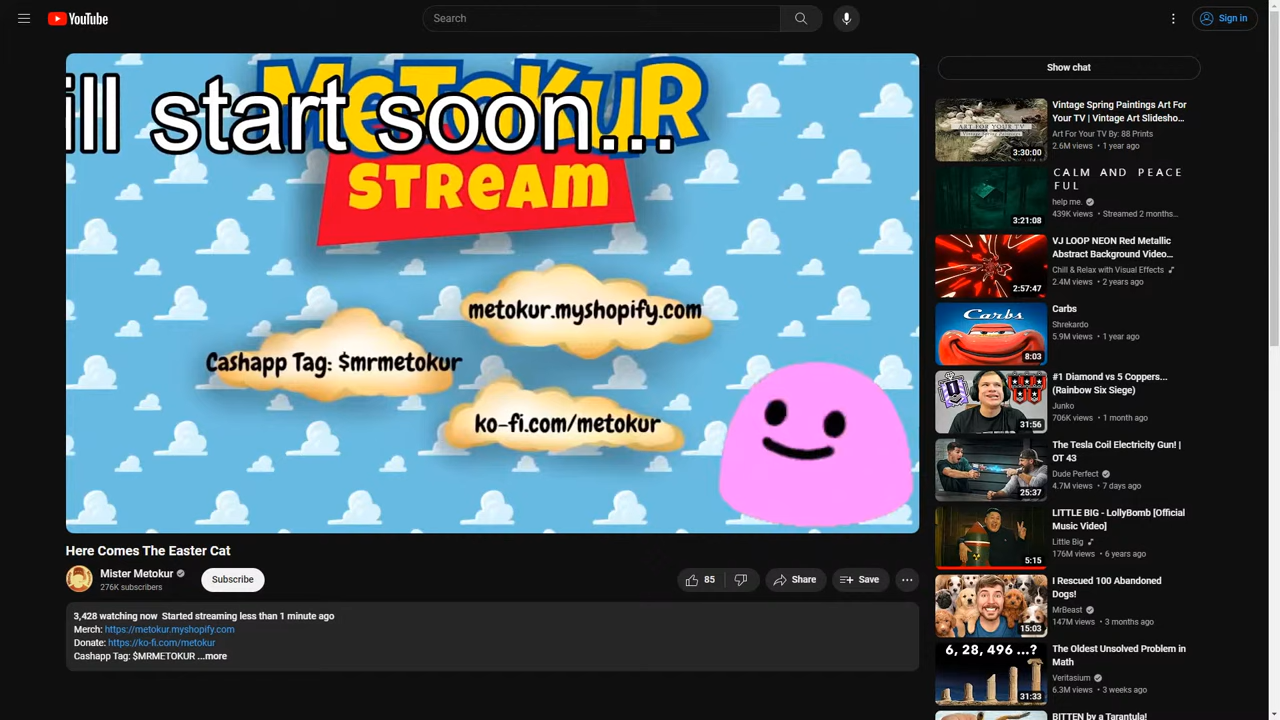 YouTube
Search
Sign in
ill start soon...
METOKUR
STREAM
metokur.myshopify.com
Cashapp Tag: $mrmetokur
ko-fi.com/metokur
Here Comes The Easter Cat
Mister Metokur
276K subscribers
Subscribe
85
Share
Save
3,428 watching now Started streaming less than 1 minute ago
Merch: https://metokur.myshopify.com
Donate: https://ko-fi.com/metokur
Cashapp Tag: $MRMETOKUR ...more
Show chat
ART FOR YOUR TV
3:30:00
Vintage Spring Paintings Art For
Your TV | Vintage Art Slidesho...
Art For Your TV By: 88 Prints
2.6M views • 1 year ago
3:21:08
CALM AND PEACE
FUL
help me.
439K views • Streamed 2 months...
2:57:47
VJ LOOP NEON Red Metallic
Abstract Background Video...
Chill & Relax with Visual Effects
2.4M views • 2 years ago
Carbs
8:03
Carbs
Shrekardo
5.9M views • 1 year ago
31:56
#1 Diamond vs 5 Coppers...
(Rainbow Six Siege)
Junko
706K views • 1 month ago
25:37
The Tesla Coil Electricity Gun! |
OT 43
Dude Perfect
4.7M views • 7 days ago
5:15
LITTLE BIG - LollyBomb [Official
Music Video]
Little Big
176M views • 6 years ago
15:03
I Rescued 100 Abandoned
Dogs!
MrBeast
147M views • 3 months ago
6, 28, 496 ...?
31:33
The Oldest Unsolved Problem in
Math
Veritasium
6.3M views • 3 weeks ago
BITTEN by a Tarantula!